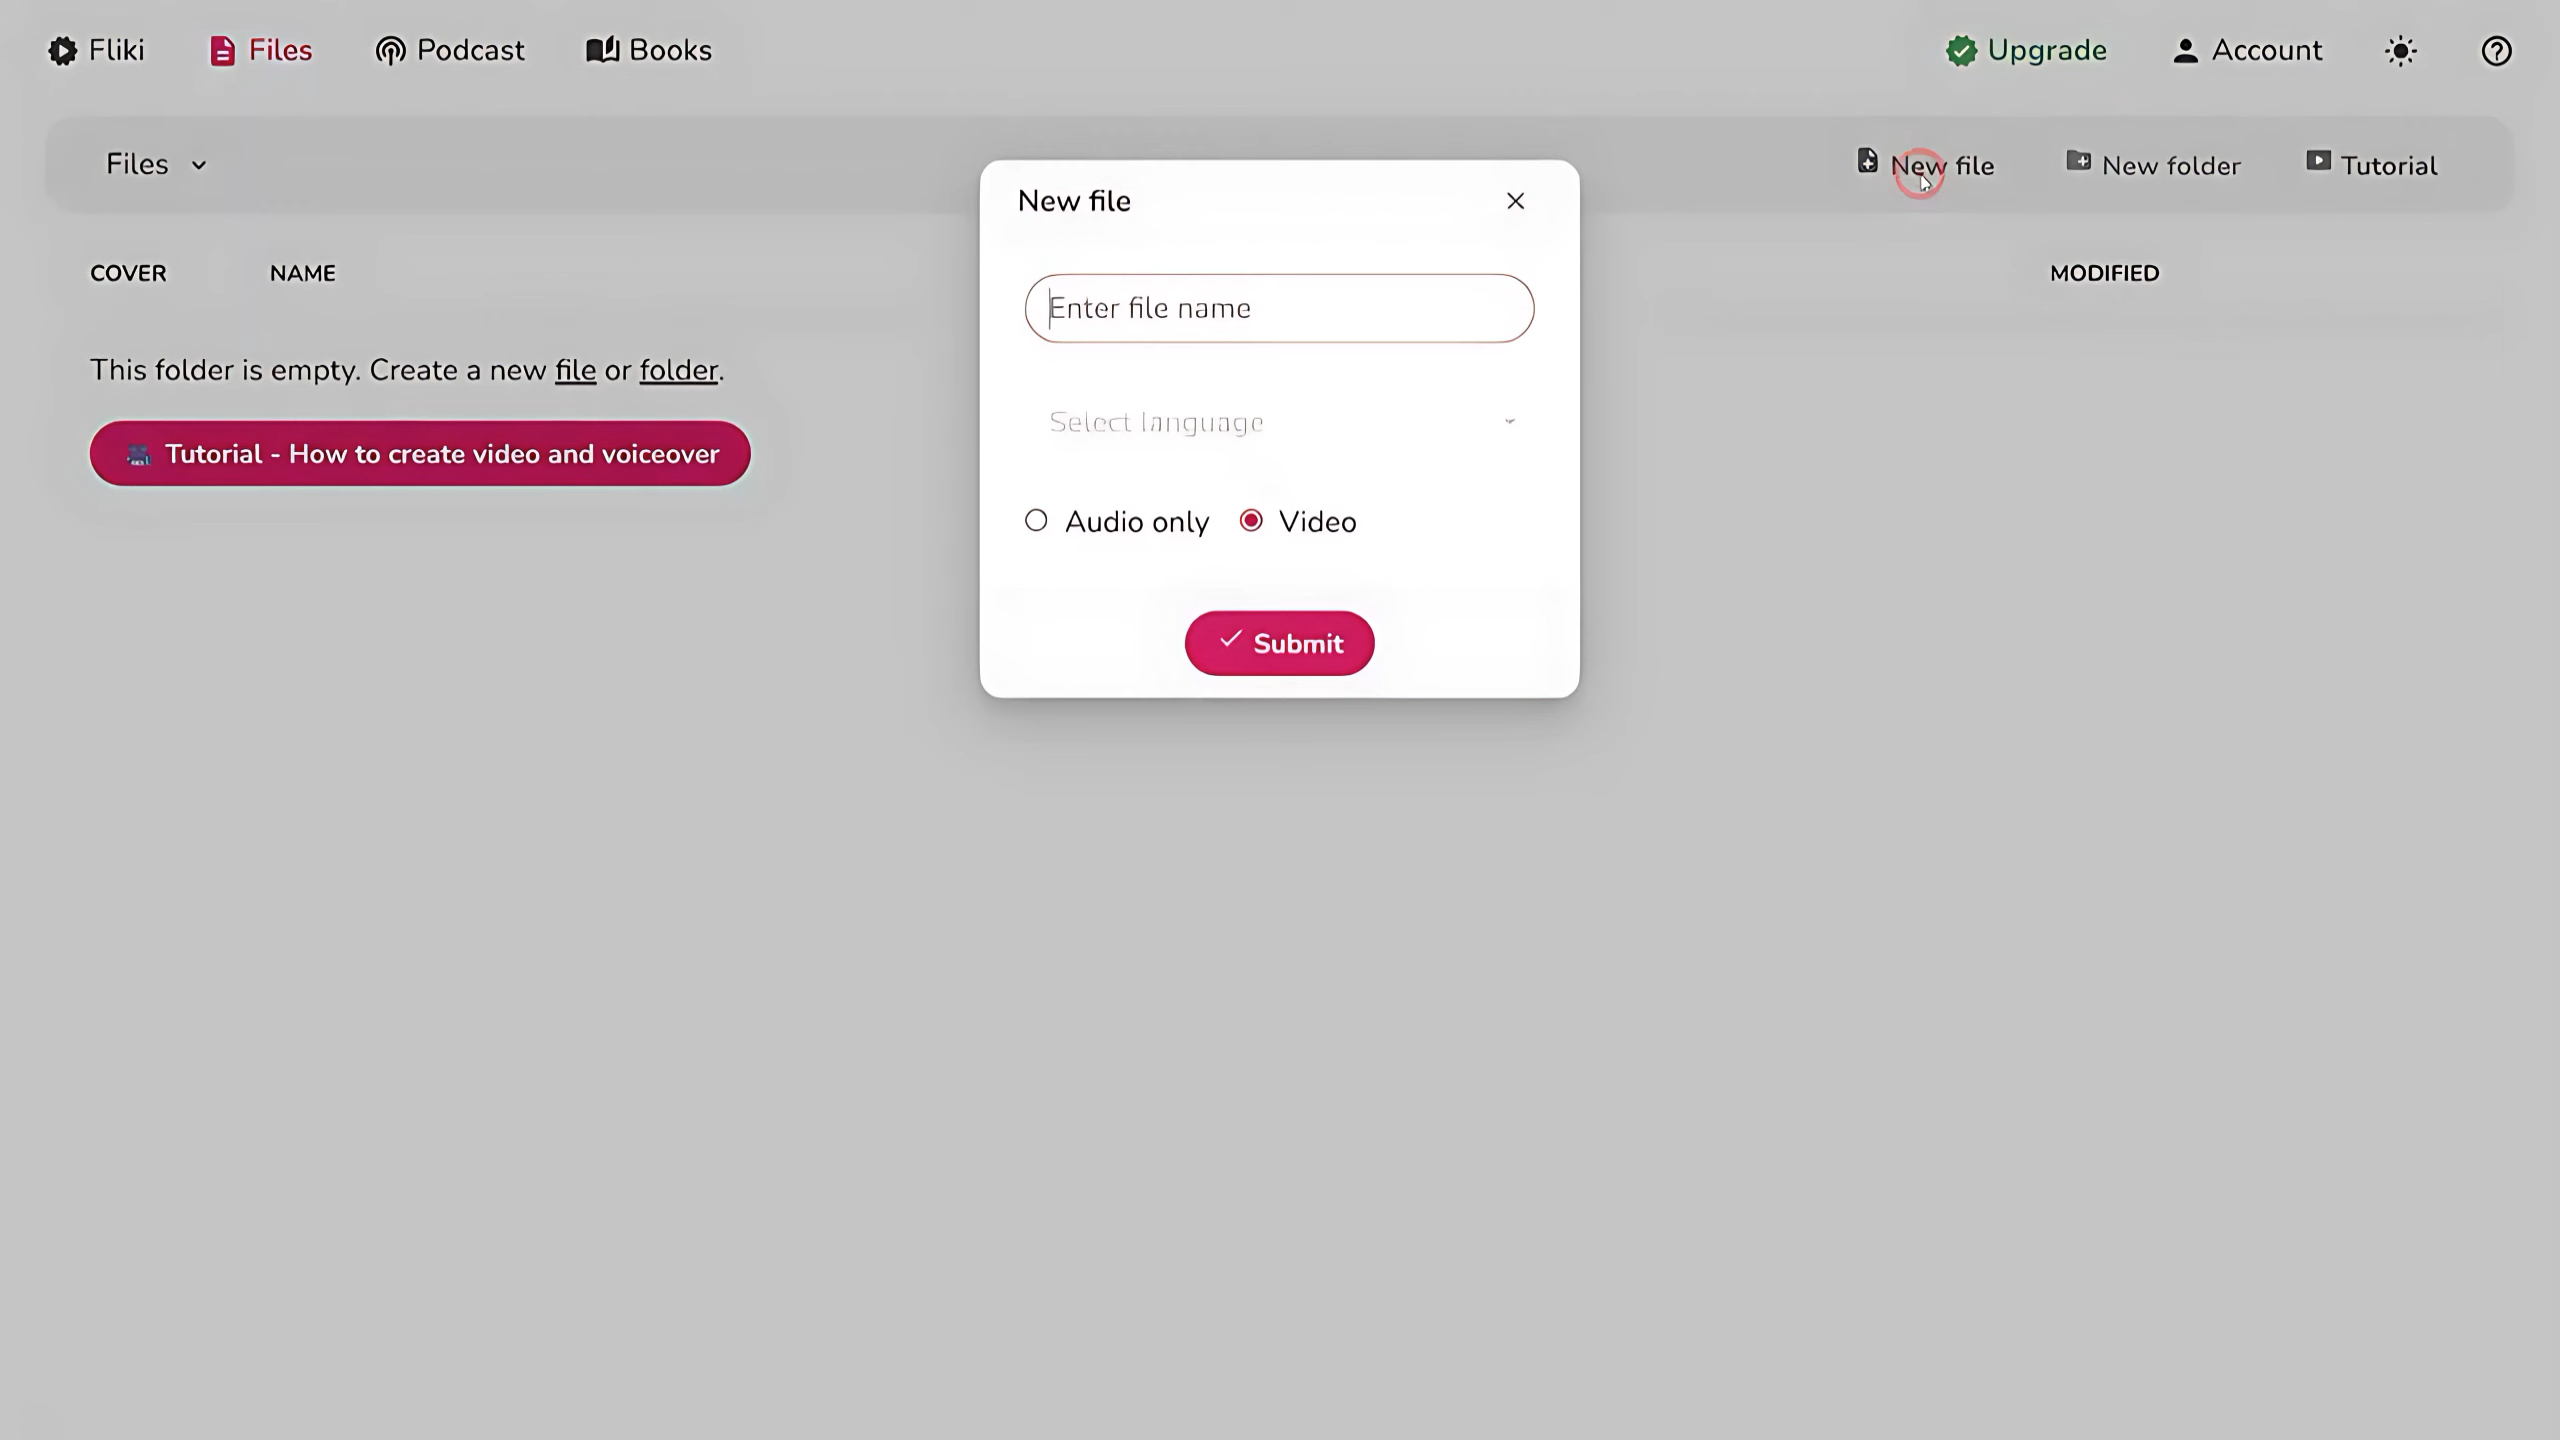 Fliki Files Podcast Books Upgrade Account
Files New file New folder Tutorial
New file
COVER NAME MODIFIED
Enter file name
This folder is empty. Create a new file or folder.
Select language
Tutorial - How to create video and voiceover
Audio only Video
Submit